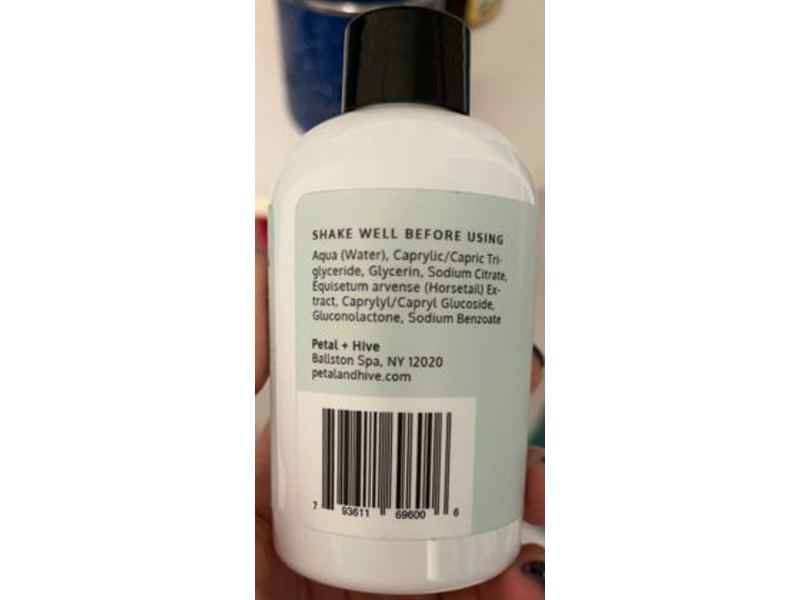 SHAKE WELL BEFORE USING
Aqua (Water), Caprylic/Capric Tri-
glyceride, Glycerin, Sodium Citrate,
Equisetum arvense (Horsetail) Ex-
tract, Caprylyl/Capryl Glucoside,
Gluconolactone, Sodium Benzoate
Petal + Hive
Ballston Spa, NY 12020
petalandhive.com
7 93611 69600 6